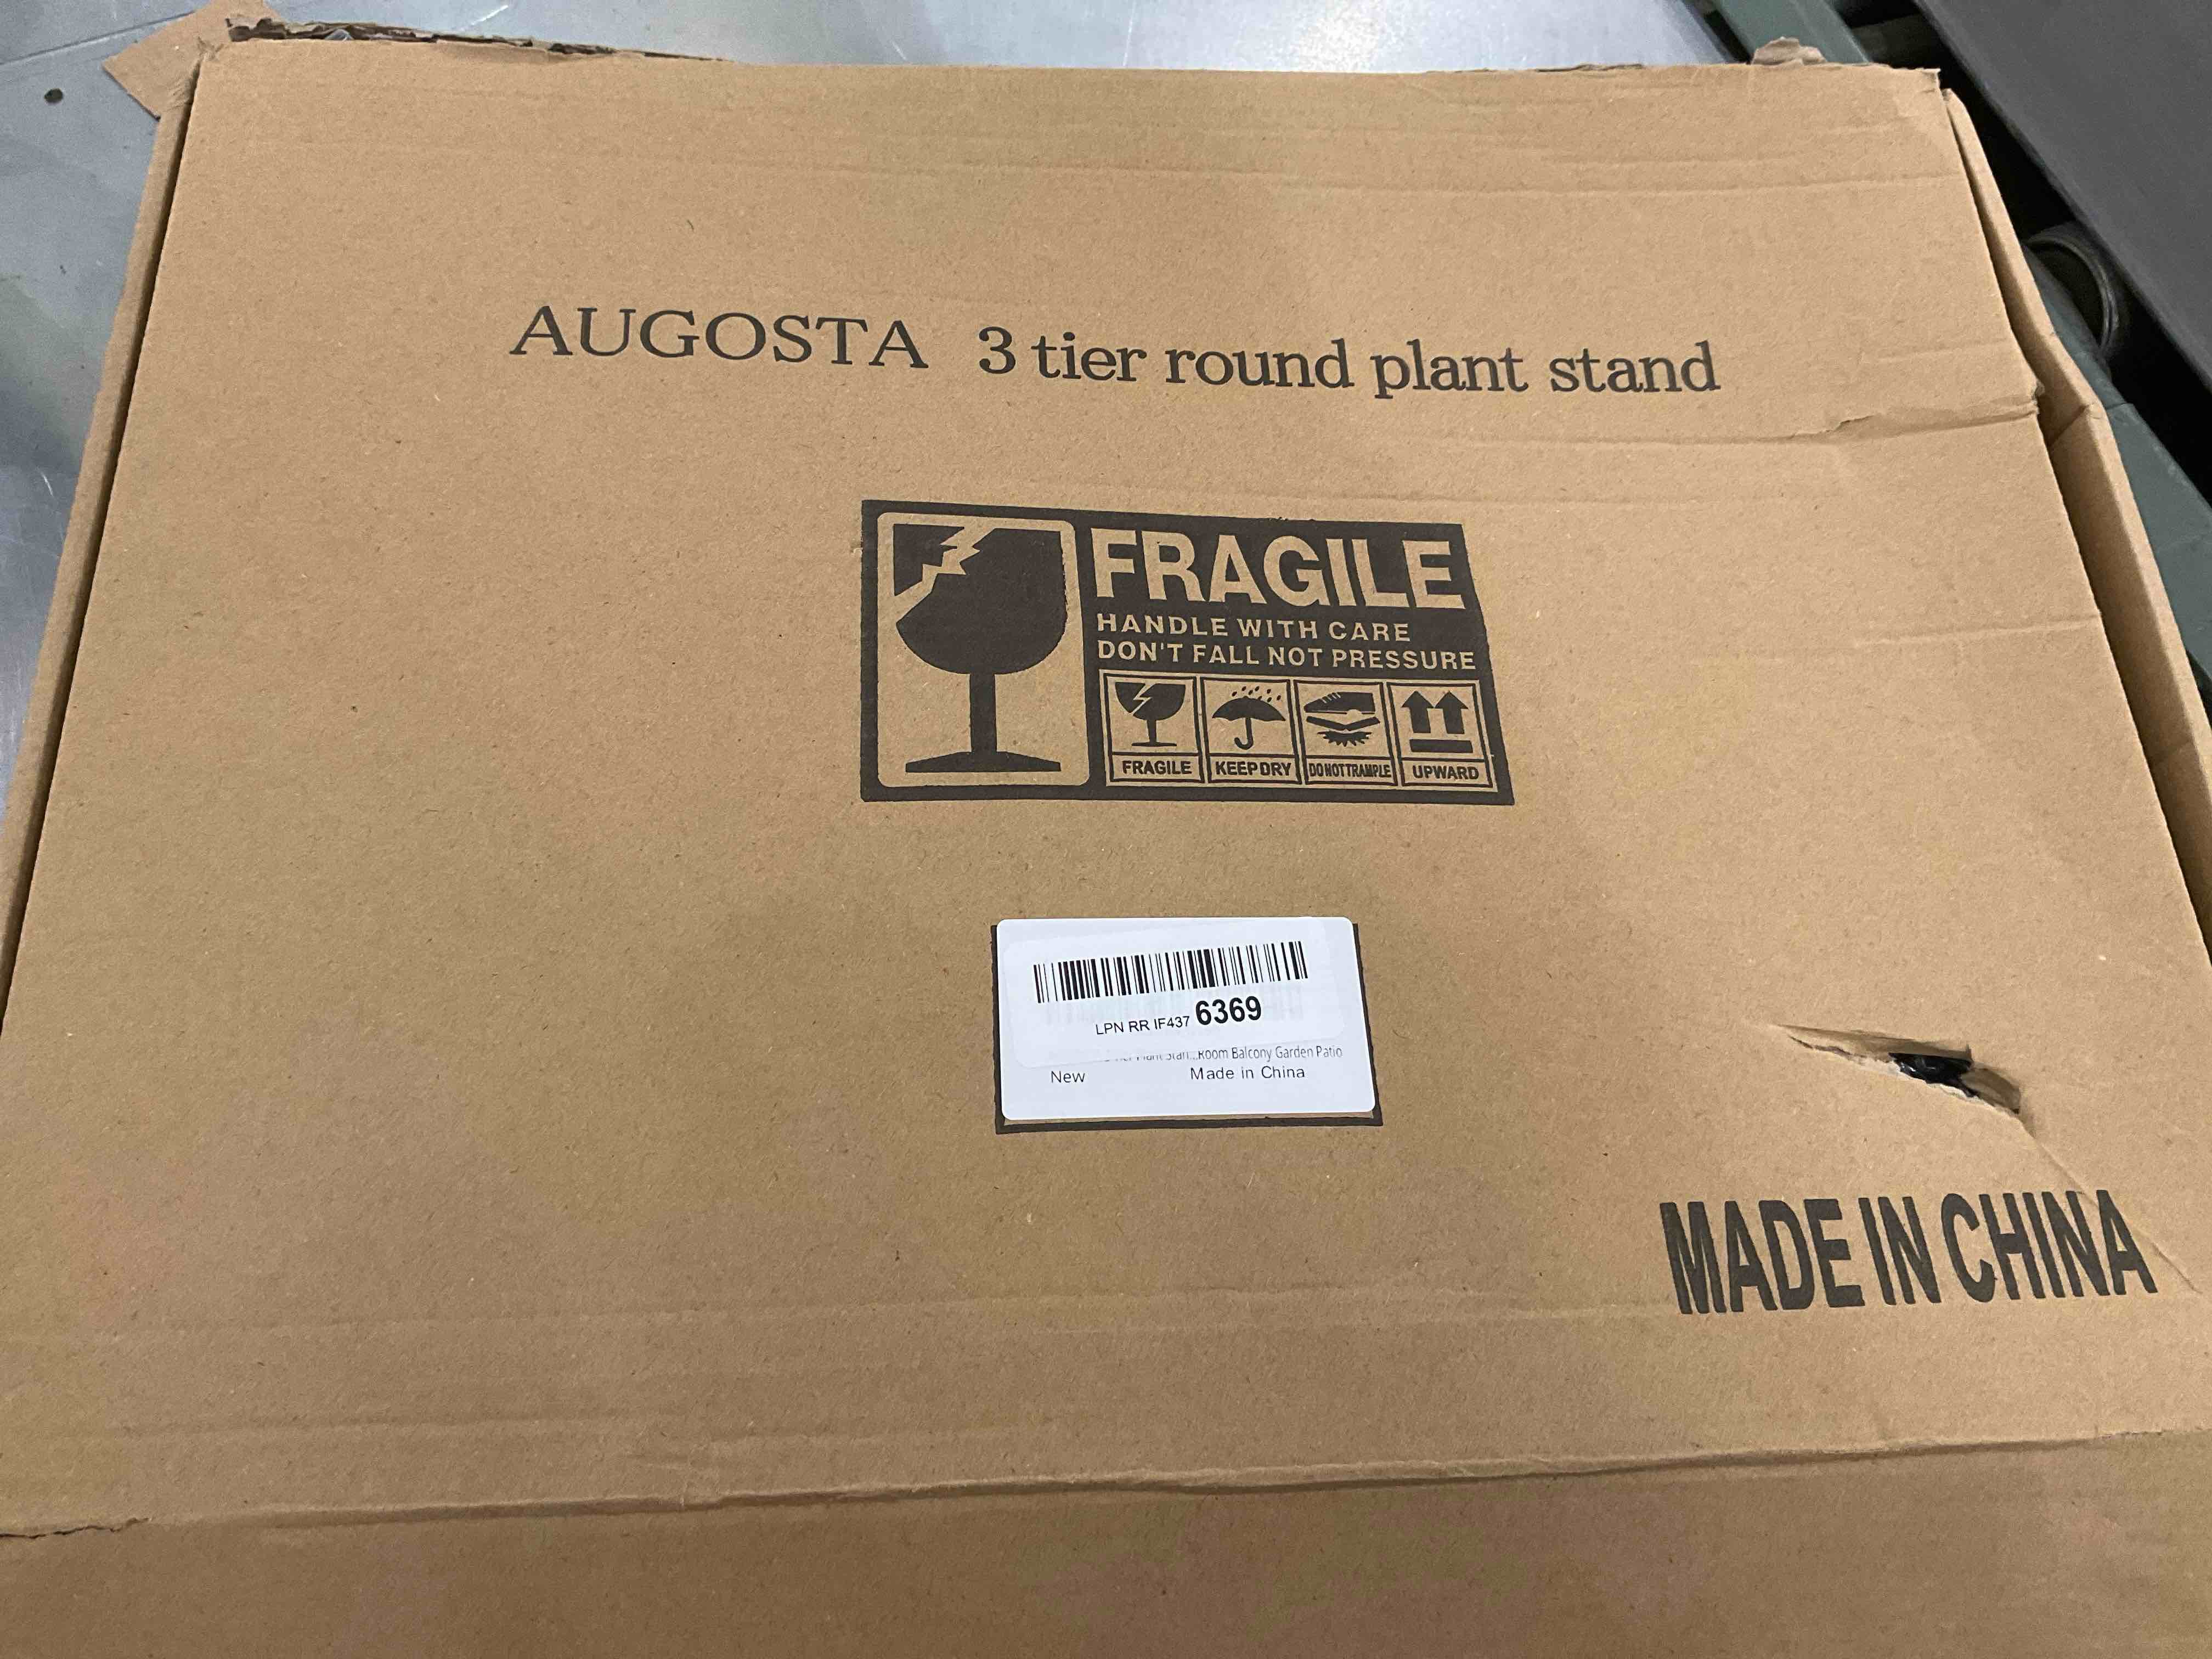 AUGOSTA 3 tier round plant stand
FRAGILE
HANDLE WITH CARE
DON'T FALL NOT PRESSURE
FRAGILE KEEP DRY DO NOT TRAMPLE UPWARD
LPN RR IF437 6369
Room Balcony Garden Patio
New Made in China
MADE IN CHINA